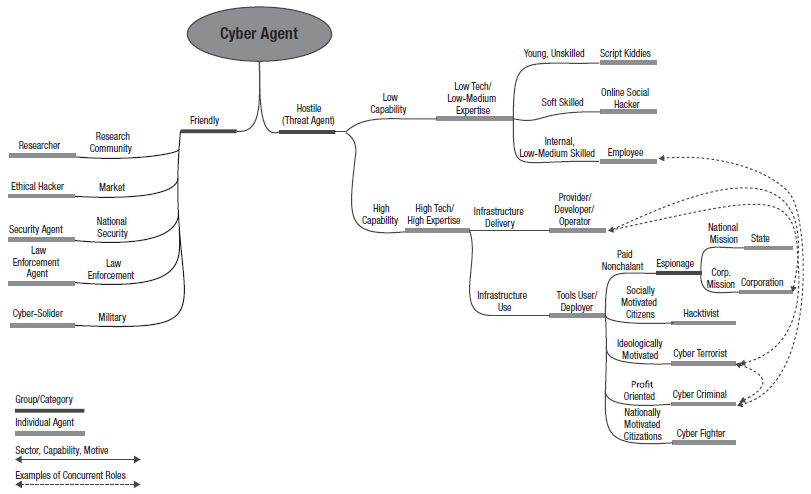 Cyber Agent
Friendly
Research
Community
Researcher
Market
Ethical Hacker
National
Security
Security Agent
Law
Enforcement
Law
Enforcement
Agent
Military
Cyber-Solider
Hostile
(Threat Agent)
Low
Capability
Low Tech/
Low-Medium
Expertise
Young, Unskilled
Script Kiddies
Soft Skilled
Online Social
Hacker
Internal,
Low-Medium Skilled
Employee
High
Capability
High Tech/
High Expertise
Infrastructure
Delivery
Provider/
Developer/
Operator
Infrastructure
Use
Tools User/
Deployer
Paid
Nonchalant
Espionage
National
Mission
State
Corp.
Mission
Corporation
Socially
Motivated
Citizens
Hacktivist
Ideologically
Motivated
Cyber Terrorist
Profit
Oriented
Cyber Criminal
Nationally
Motivated
Citizations
Cyber Fighter
Group/Category
Individual Agent
Sector, Capability, Motive
Examples of Concurrent Roles